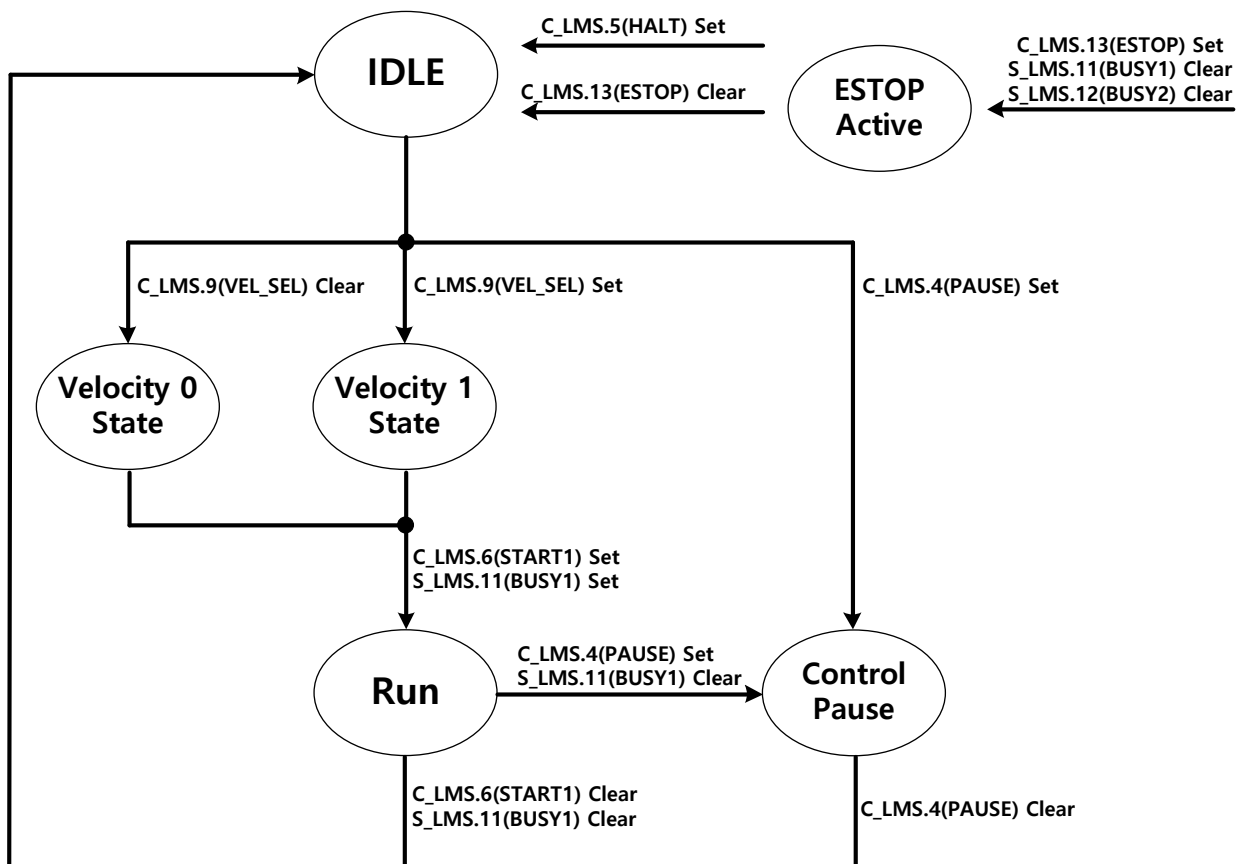 C_LMS.5(HALT) Set
IDLE
C_LMS.13(ESTOP) Clear
ESTOP
Active
C_LMS.13(ESTOP) Set
S_LMS.11(BUSY1) Clear
S_LMS.12(BUSY2) Clear
C_LMS.9(VEL_SEL) Clear
C_LMS.9(VEL_SEL) Set
C_LMS.4(PAUSE) Set
Velocity 0
State
Velocity 1
State
C_LMS.6(START1) Set
S_LMS.11(BUSY1) Set
Run
C_LMS.4(PAUSE) Set
S_LMS.11(BUSY1) Clear
Control
Pause
C_LMS.6(START1) Clear
S_LMS.11(BUSY1) Clear
C_LMS.4(PAUSE) Clear